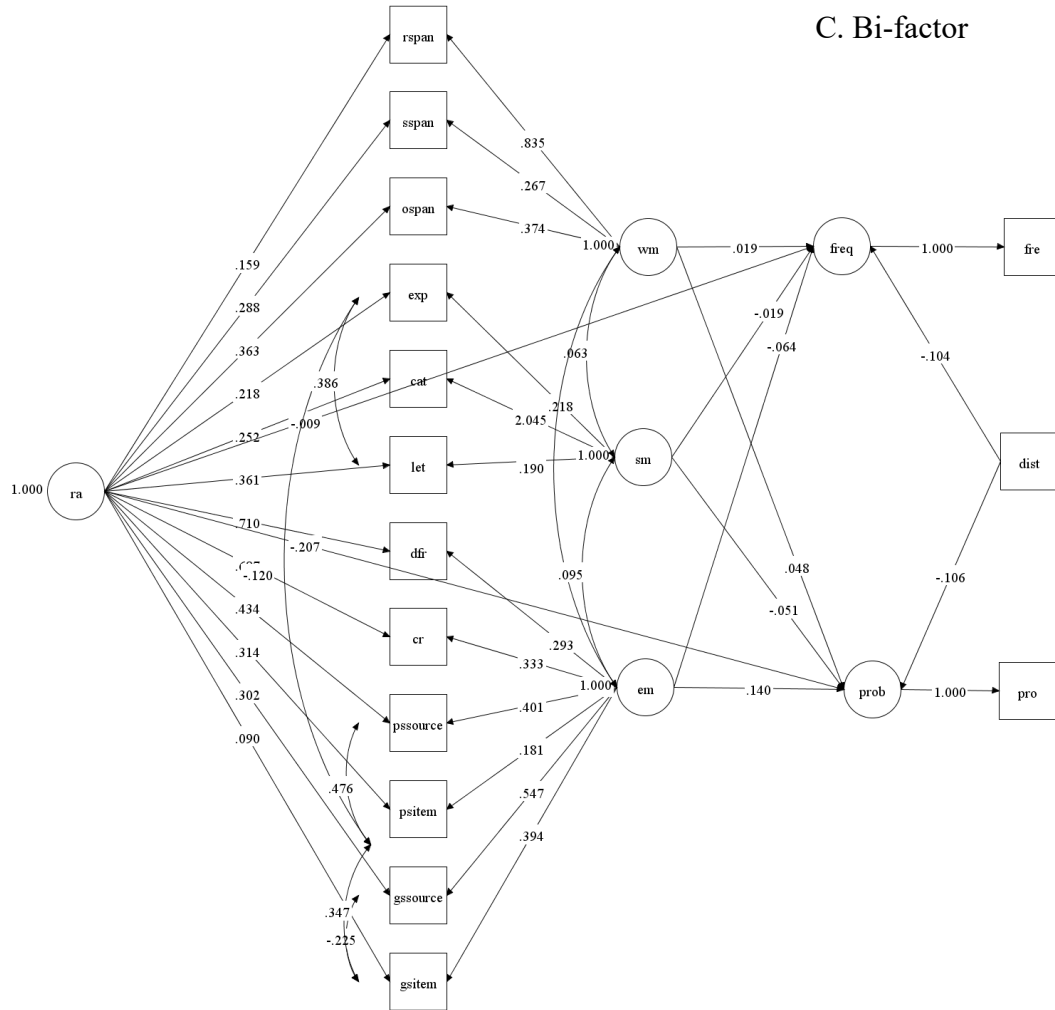 C. Bi-factor
rspan
sspan
ospan
exp
cat
let
dfr
cr
pssource
psitem
gssource
gsitem
1.000 ra
.159
.288
.363
.218
.252
-.009
.361
.710
-.207
-.120
.434
.314
.302
.090
.386
.476
.347
-.225
.835
.267
.374
.218
2.045
.190
.293
.333
.401
.181
.547
.394
1.000 wm
1.000 sm
1.000 em
.063
.095
.019
-.019
-.064
.048
-.051
.140
freq
prob
1.000
1.000
-.104
-.106
fre
dist
pro